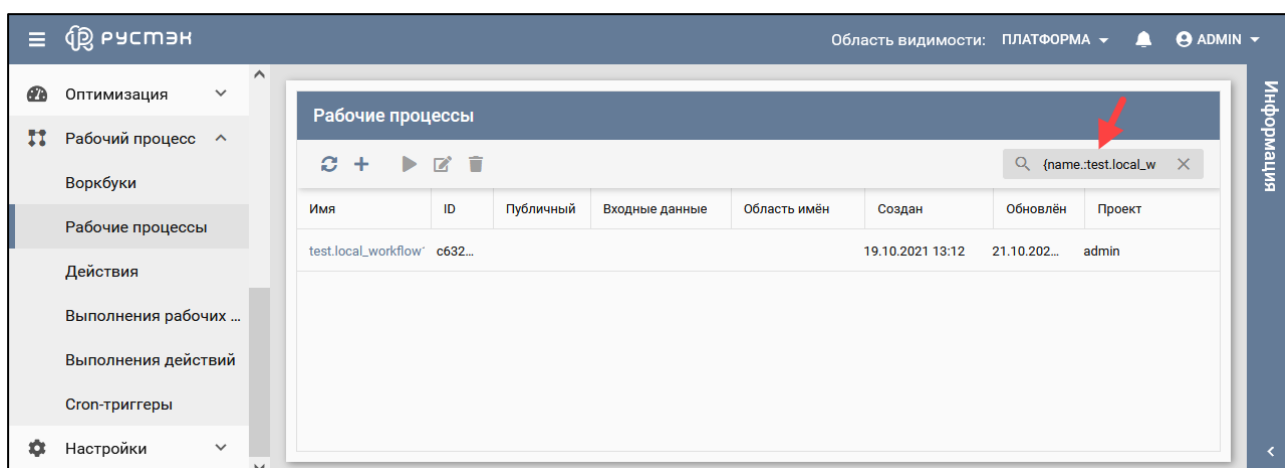 РУСТЭК
Область видимости: ПЛАТФОРМА
ADMIN
Оптимизация
Рабочий процесс
Воркбуки
Рабочие процессы
Действия
Выполнения рабочих ...
Выполнения действий
Cron-триггеры
Настройки
Рабочие процессы
{name.:test.local_w
Имя ID Публичный Входные данные Область имён Создан Обновлён Проект
test.local_workflow c632... 19.10.2021 13:12 21.10.202... admin
Информация